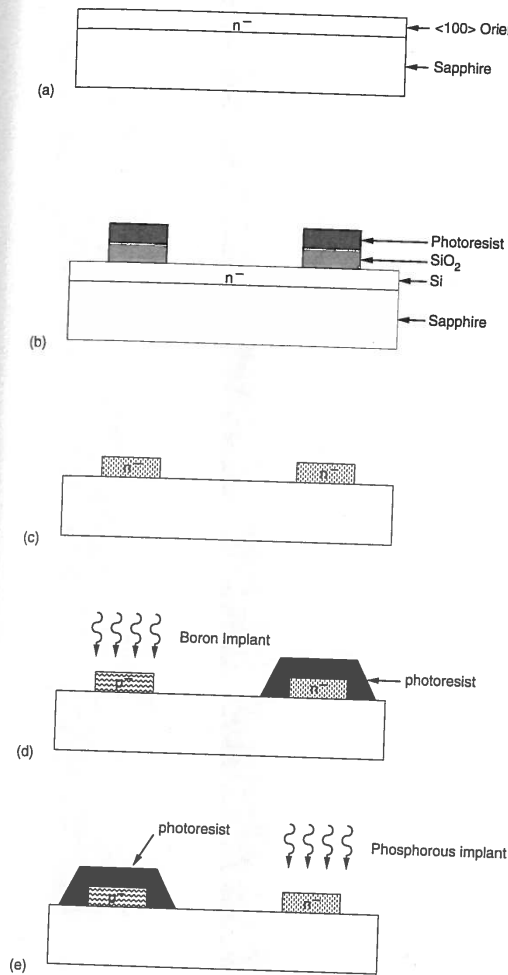 n⁻
<100> Orie
Sapphire
(a)
Photoresist
SiO₂
n⁻
Si
Sapphire
(b)
n⁻ n⁻
(c)
Boron Implant
photoresist
p⁻ n⁻
(d)
photoresist
Phosphorous implant
p⁻ n⁻
(e)